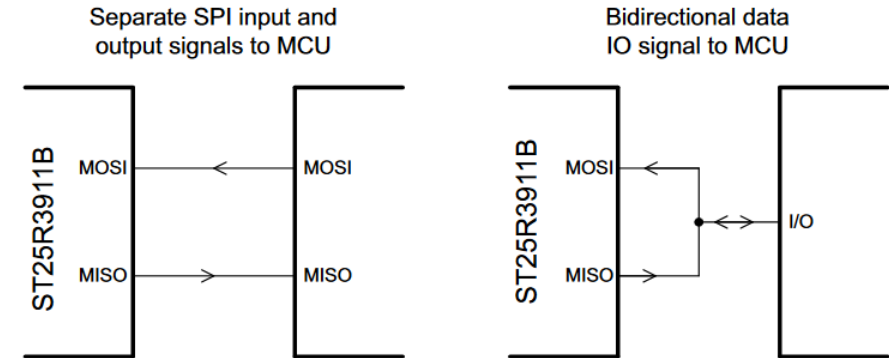 Separate SPI input and
output signals to MCU
ST25R3911B
MOSI
MOSI
MISO
MISO
Bidirectional data
IO signal to MCU
ST25R3911B
MOSI
I/O
MISO